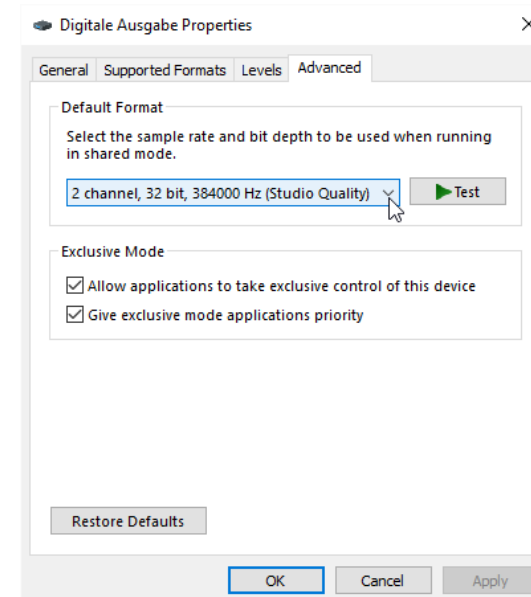 Digitale Ausgabe Properties
General Supported Formats Levels Advanced
Default Format
Select the sample rate and bit depth to be used when running
in shared mode.
2 channel, 32 bit, 384000 Hz (Studio Quality) Test
Exclusive Mode
Allow applications to take exclusive control of this device
Give exclusive mode applications priority
Restore Defaults
OK Cancel Apply